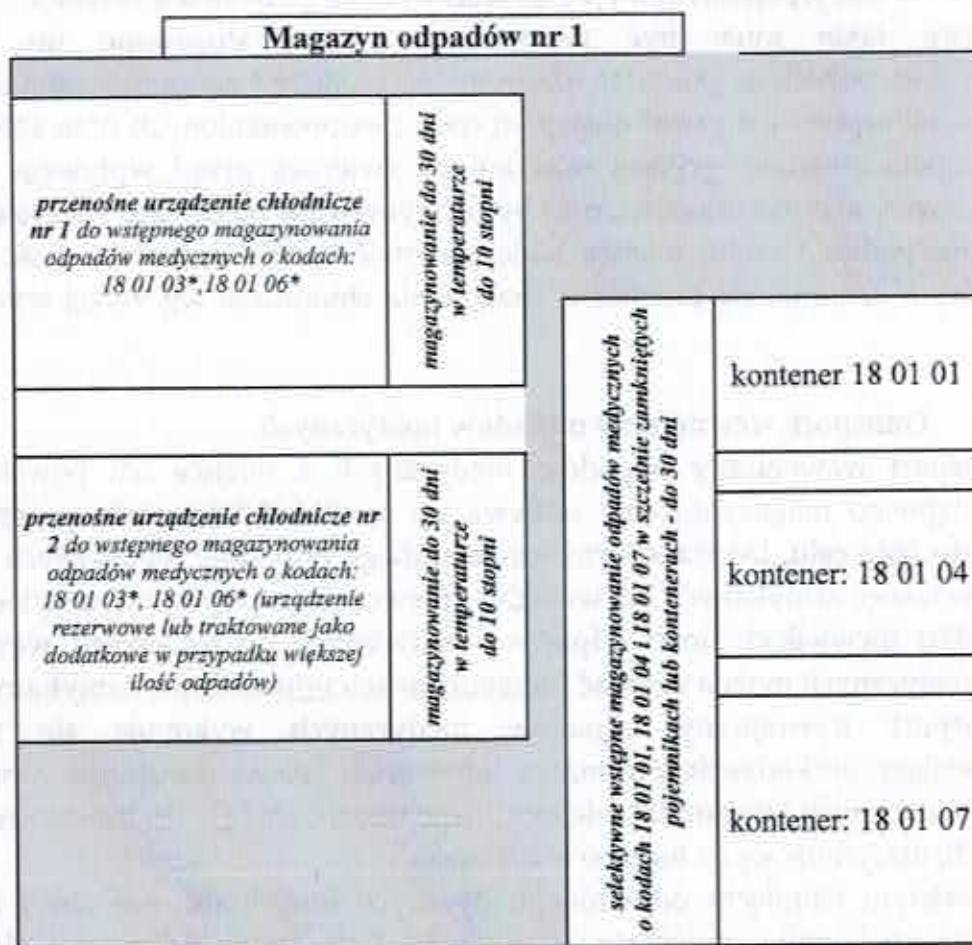 Magazyn odpadów nr 1
przenośne urządzenie chłodnicze
nr 1 do wstępnego magazynowania
odpadów medycznych o kodach:
18 01 03*, 18 01 06*
magazynowanie do 30 dni
w temperaturze
do 10 stopni
przenośne urządzenie chłodnicze nr
2 do wstępnego magazynowania
odpadów medycznych o kodach:
18 01 03*, 18 01 06* (urządzenie
rezerwowe lub traktowane jako
dodatkowe w przypadku większej
ilość odpadów)
magazynowanie do 30 dni
w temperaturze
do 10 stopni
selektywne wstępne magazynowanie odpadów medycznych
o kodach 18 01 01, 18 01 04 i 18 01 07 w szczelnie zamkniętych
pojemnikach lub kontenerach - do 30 dni
kontener 18 01 01
kontener: 18 01 04
kontener: 18 01 07